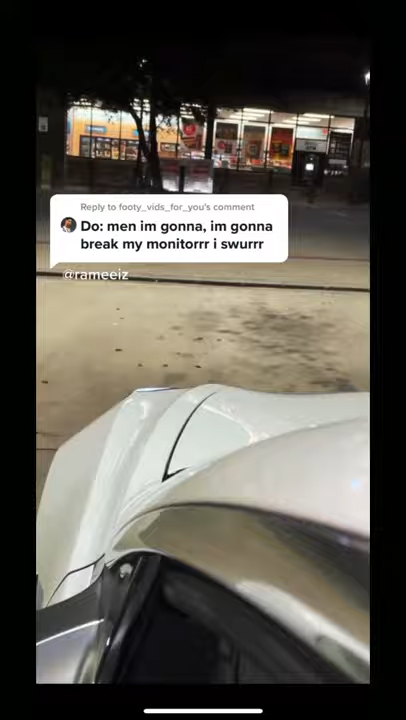 Reply to footy_vids_for_you's comment
Do: men im gonna, im gonna
break my monitorrr i swurrr
@rameeiz